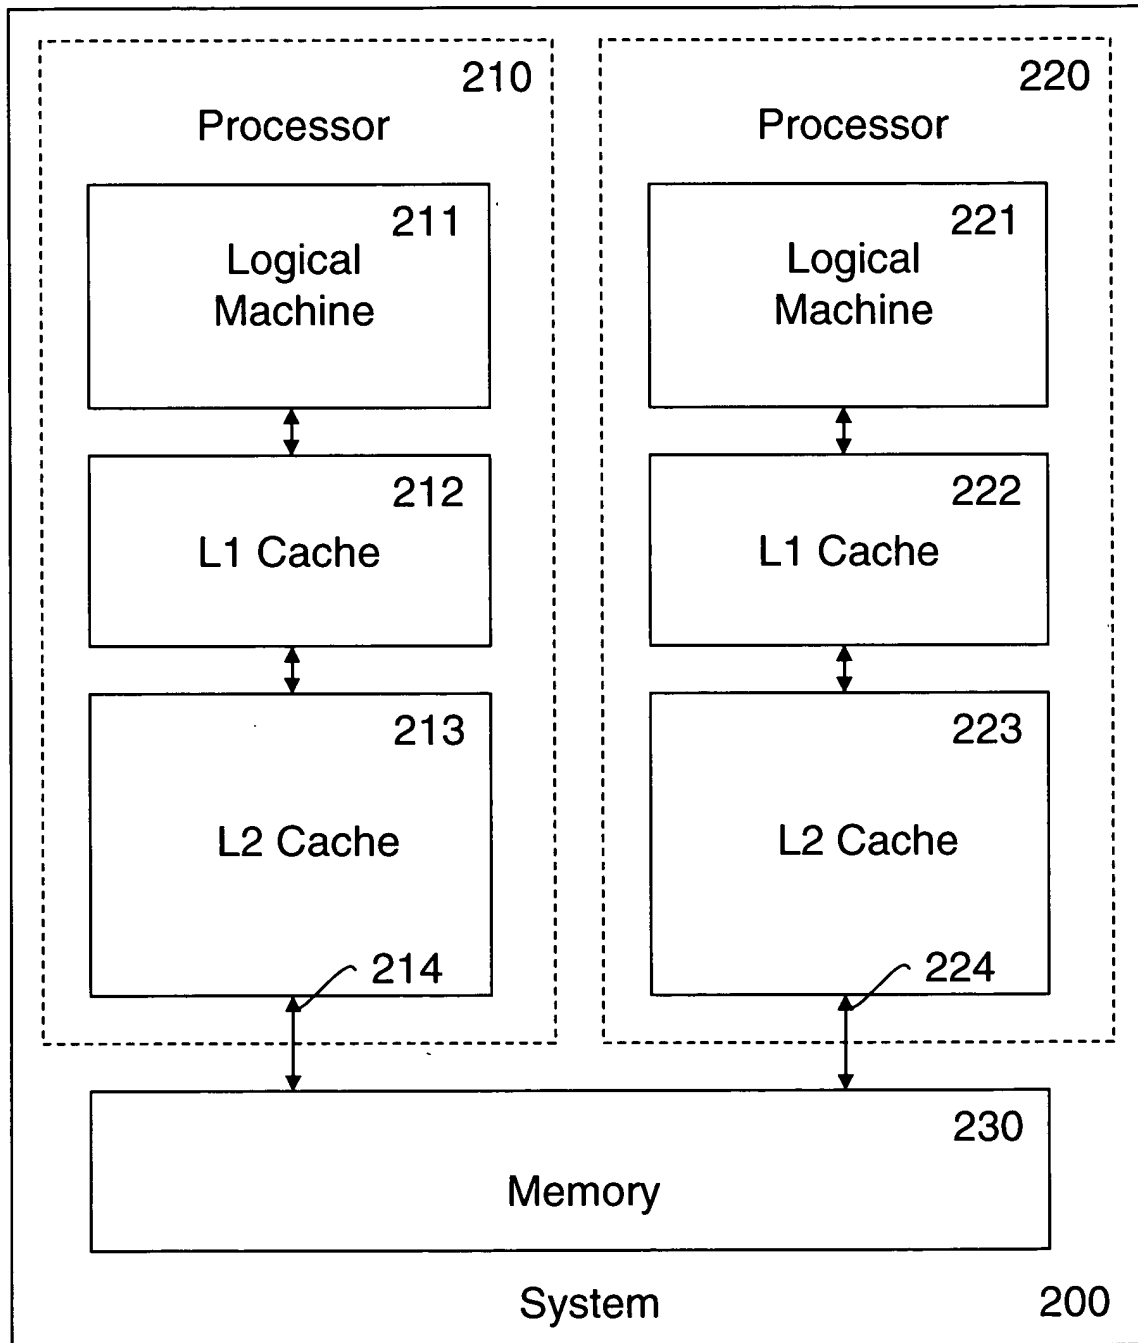 210
Processor
211
Logical
Machine
212
L1 Cache
213
L2 Cache
214
220
Processor
221
Logical
Machine
222
L1 Cache
223
L2 Cache
224
230
Memory
System
200